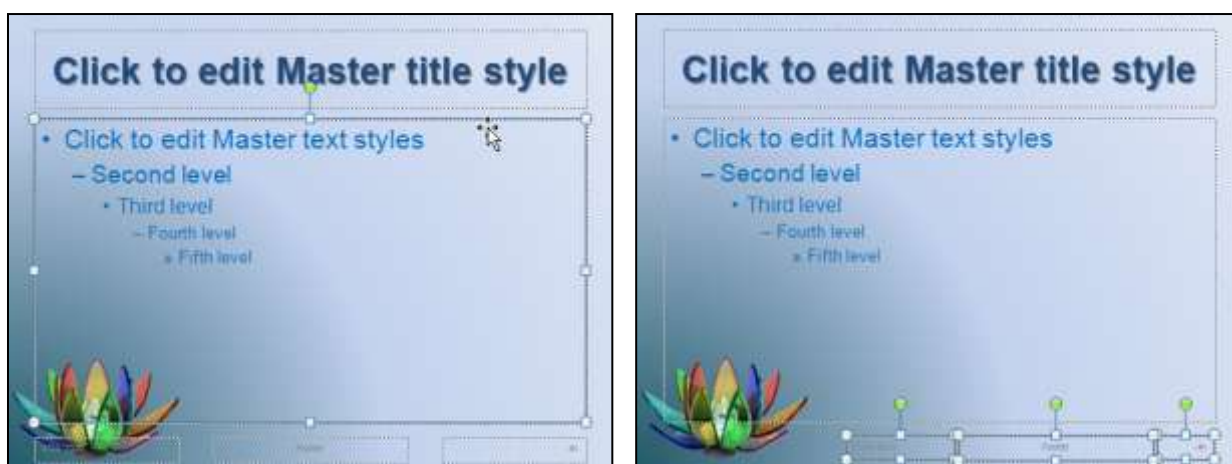 Click to edit Master title style
• Click to edit Master text styles
– Second level
• Third level
– Fourth level
» Fifth level
Click to edit Master title style
• Click to edit Master text styles
– Second level
• Third level
– Fourth level
» Fifth level